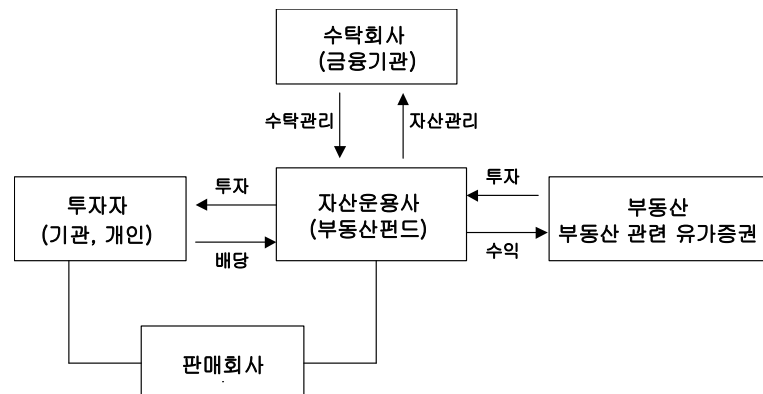 수탁회사
(금융기관)
수탁관리
자산관리
투자자
(기관, 개인)
투자
배당
자산운용사
(부동산펀드)
투자
수익
부동산
부동산 관련 유가증권
판매회사